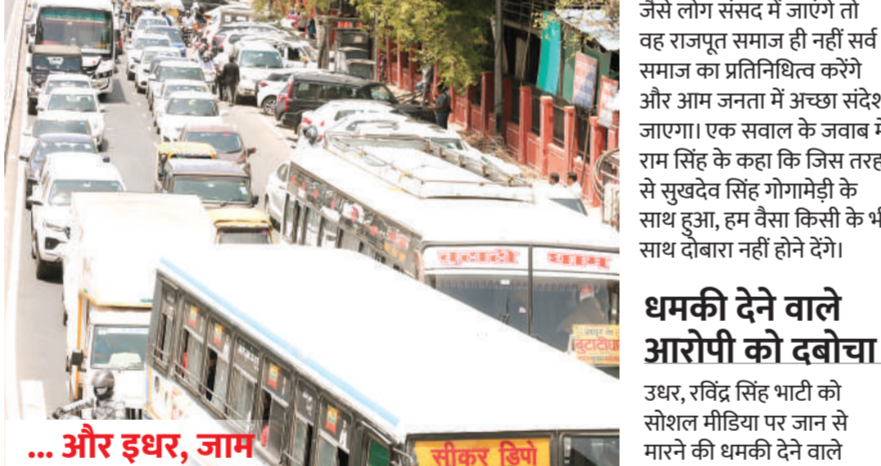 जैसे लोग संसद में जाएंगे तो
वह राजपूत समाज ही नहीं सर्व
समाज का प्रतिनिधित्व करेंगे
और आम जनता में अच्छा संदेश
जाएगा। एक सवाल के जवाब में
राम सिंह के कहा कि जिस तरह
से सुखदेव सिंह गोगामेड़ी के
साथ हुआ, हम वैसा किसी के भी
साथ दोबारा नहीं होने देंगे।
धमकी देने वाले
आरोपी को दबोचा
उधर, रविंद्र सिंह भाटी को
सोशल मीडिया पर जान से
मारने की धमकी देने वाले
... और इधर, जाम
सीकर डिपो